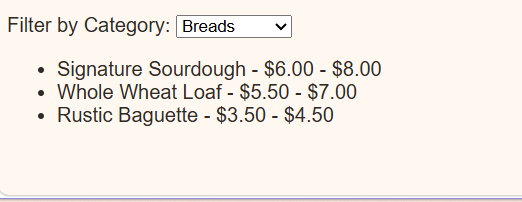 Filter by Category: Breads
Signature Sourdough - $6.00 - $8.00
Whole Wheat Loaf - $5.50 - $7.00
Rustic Baguette - $3.50 - $4.50